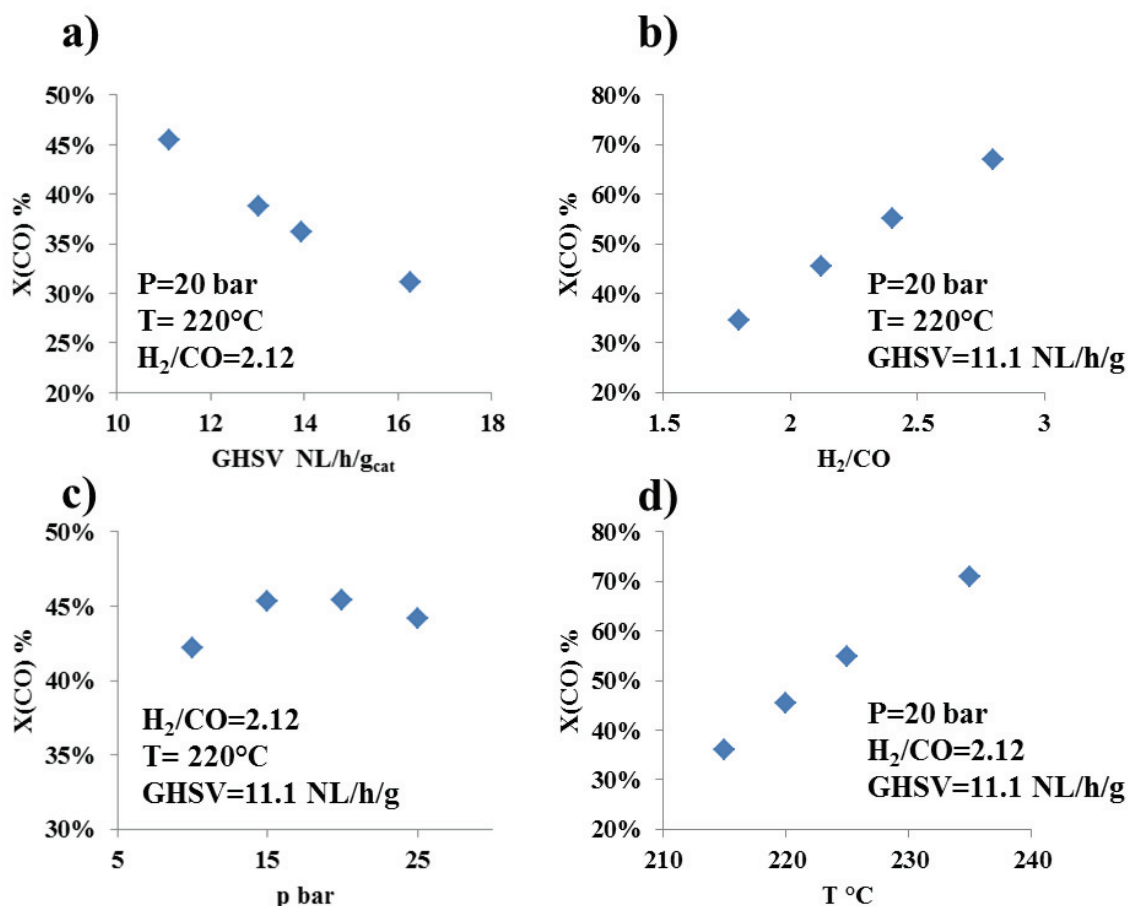 a)
50%
45%
40%
35%
30%
25%
20%
X(CO) %
P=20 bar
T= 220°C
H₂/CO=2.12
10 12 14 16 18
GHSV NL/h/g_cat
b)
80%
70%
60%
50%
40%
30%
20%
X(CO) %
P=20 bar
T= 220°C
GHSV=11.1 NL/h/g
1.5 2 2.5 3
H₂/CO
c)
50%
45%
40%
35%
30%
X(CO) %
H₂/CO=2.12
T= 220°C
GHSV=11.1 NL/h/g
5 15 25
p bar
d)
80%
70%
60%
50%
40%
30%
20%
X(CO) %
P=20 bar
H₂/CO=2.12
GHSV=11.1 NL/h/g
210 220 230 240
T °C